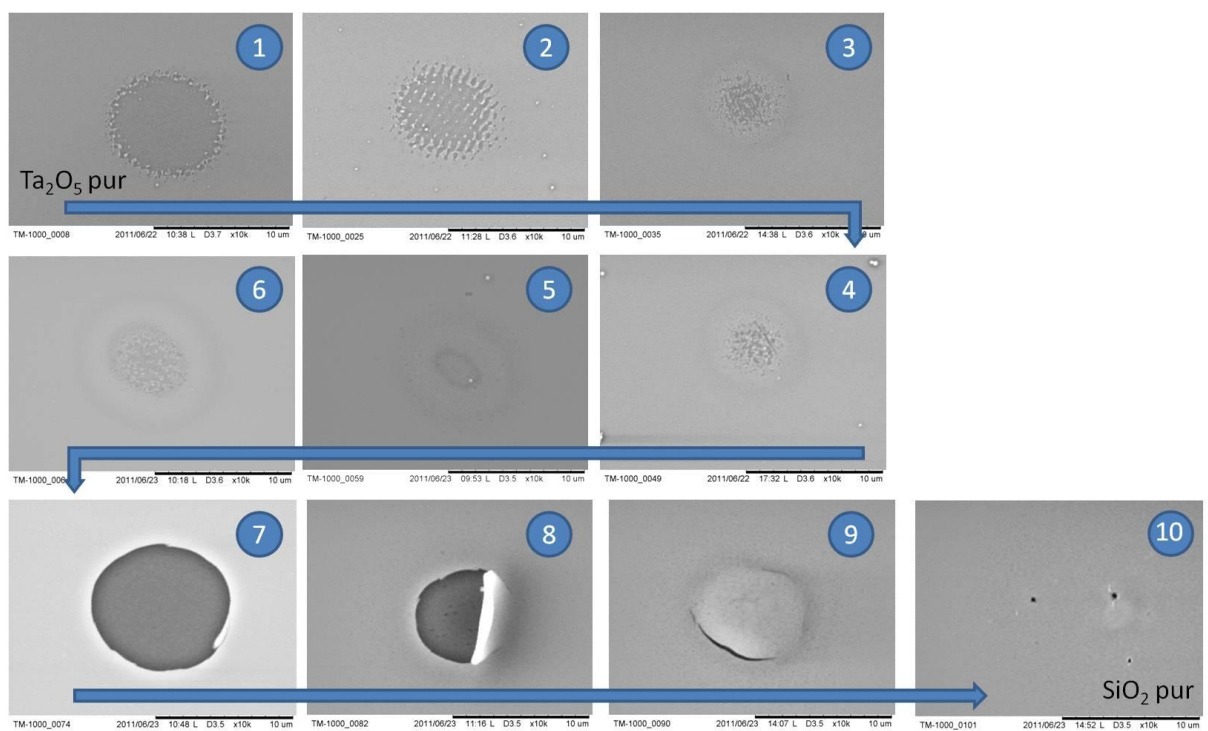 1
2
3
Ta₂O₅ pur
TM-1000_0008 2011/06/22 10:38 L D3.7 x10k 10 um
TM-1000_0025 2011/06/22 11:28 L D3.6 x10k 10 um
TM-1000_0035 2011/06/22 14:38 L D3.6 x10k um
6
5
4
2011/06/23 10:18 L D3.6 x10k 10 um
TM-1000_0059 2011/06/23 09:53 L D3.5 x10k 10 um
TM-1000_0049 2011/06/22 17:32 L D3.6 x10k 10 um
7
8
9
10
SiO₂ pur
TM-1000_0074 2011/06/23 10:48 L D3.5 x10k 10 um
TM-1000_0082 2011/06/23 11:16 L D3.5 x10k 10 um
TM-1000_0090 2011/06/23 14:07 L D3.5 x10k 10 um
TM-1000_0101 2011/06/23 14:52 L D3.5 x10k 10 um